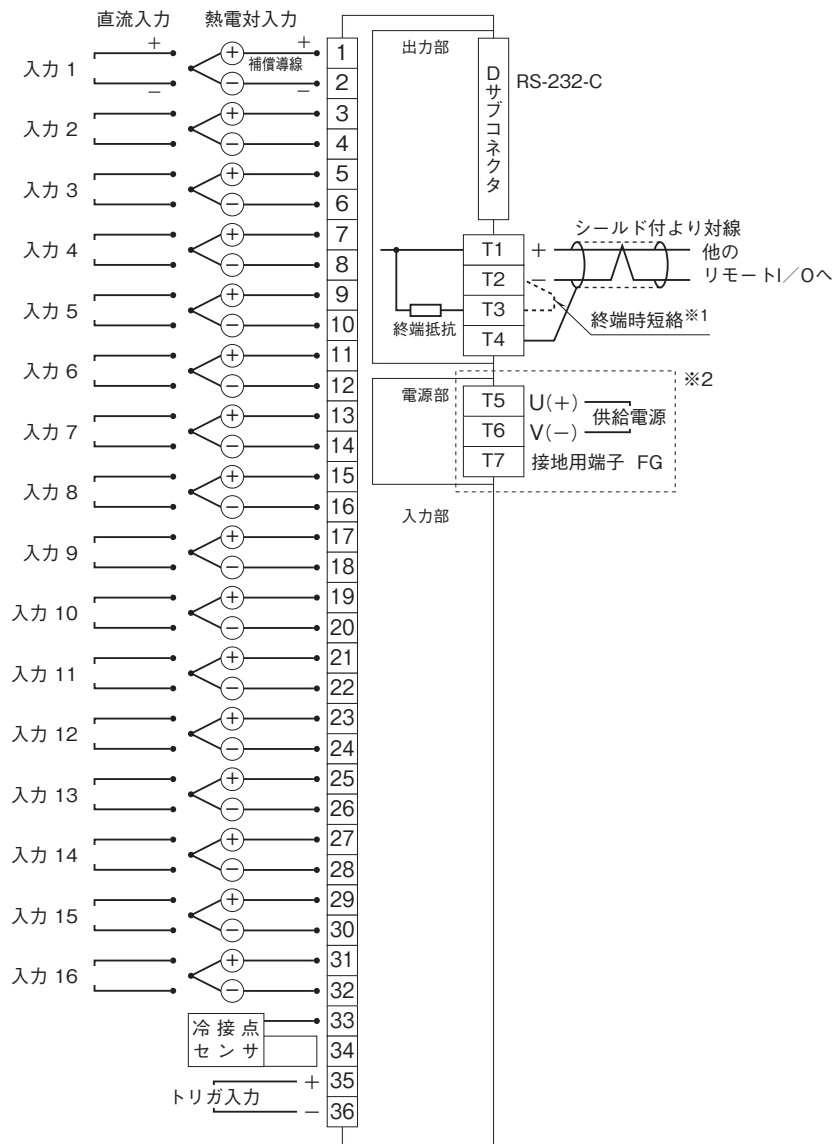 直流入力 熱電対入力
入力 1 + − + 補償導線 + − − 1 2
入力 2 + − 3 4
入力 3 + − 5 6
入力 4 + − 7 8
入力 5 + − 9 10
入力 6 + − 11 12
入力 7 + − 13 14
入力 8 + − 15 16
入力 9 + − 17 18
入力 10 + − 19 20
入力 11 + − 21 22
入力 12 + − 23 24
入力 13 + − 25 26
入力 14 + − 27 28
入力 15 + − 29 30
入力 16 + − 31 32
冷接点
センサ
33
34
トリガ入力 + 35
− 36
出力部
Dサブコネクタ
RS-232-C
シールド付より対線
T1 + 他の
T2 − リモートI/Oへ
T3
T4
終端抵抗
終端時短絡※1
※2
電源部
T5 U(+)
T6 V(−)
供給電源
T7 接地用端子 FG
入力部